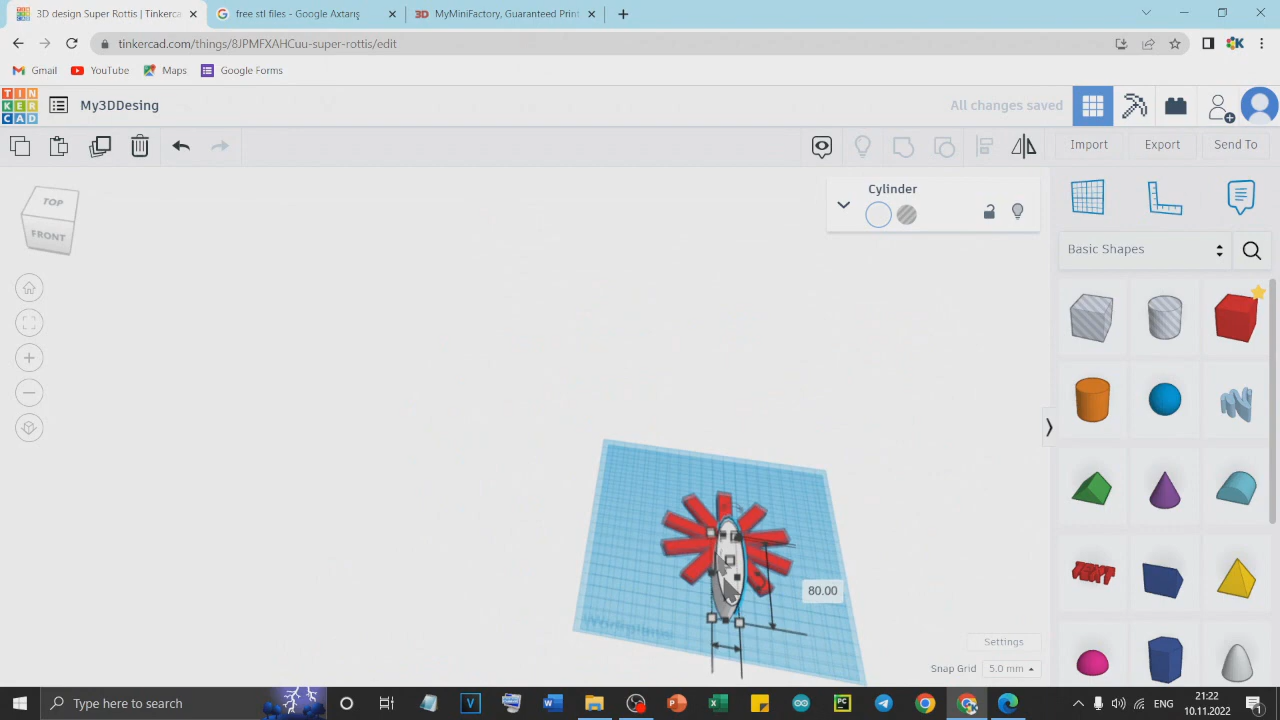 3D design Super Rottis | Tinkerca
free stl files - Google Axtarış
MyMiniFactory, Guaranteed Print
tinkercad.com/things/8JPMFXAHCuu-super-rottis/edit
Gmail
YouTube
Maps
Google Forms
TIN
KER
CAD
My3DDesing
All changes saved
Import
Export
Send To
TOP
FRONT
Cylinder
Basic Shapes
TEXT
80.00
Workplane
Settings
Snap Grid
5.0 mm
Type here to search
ENG
21:22
10.11.2022